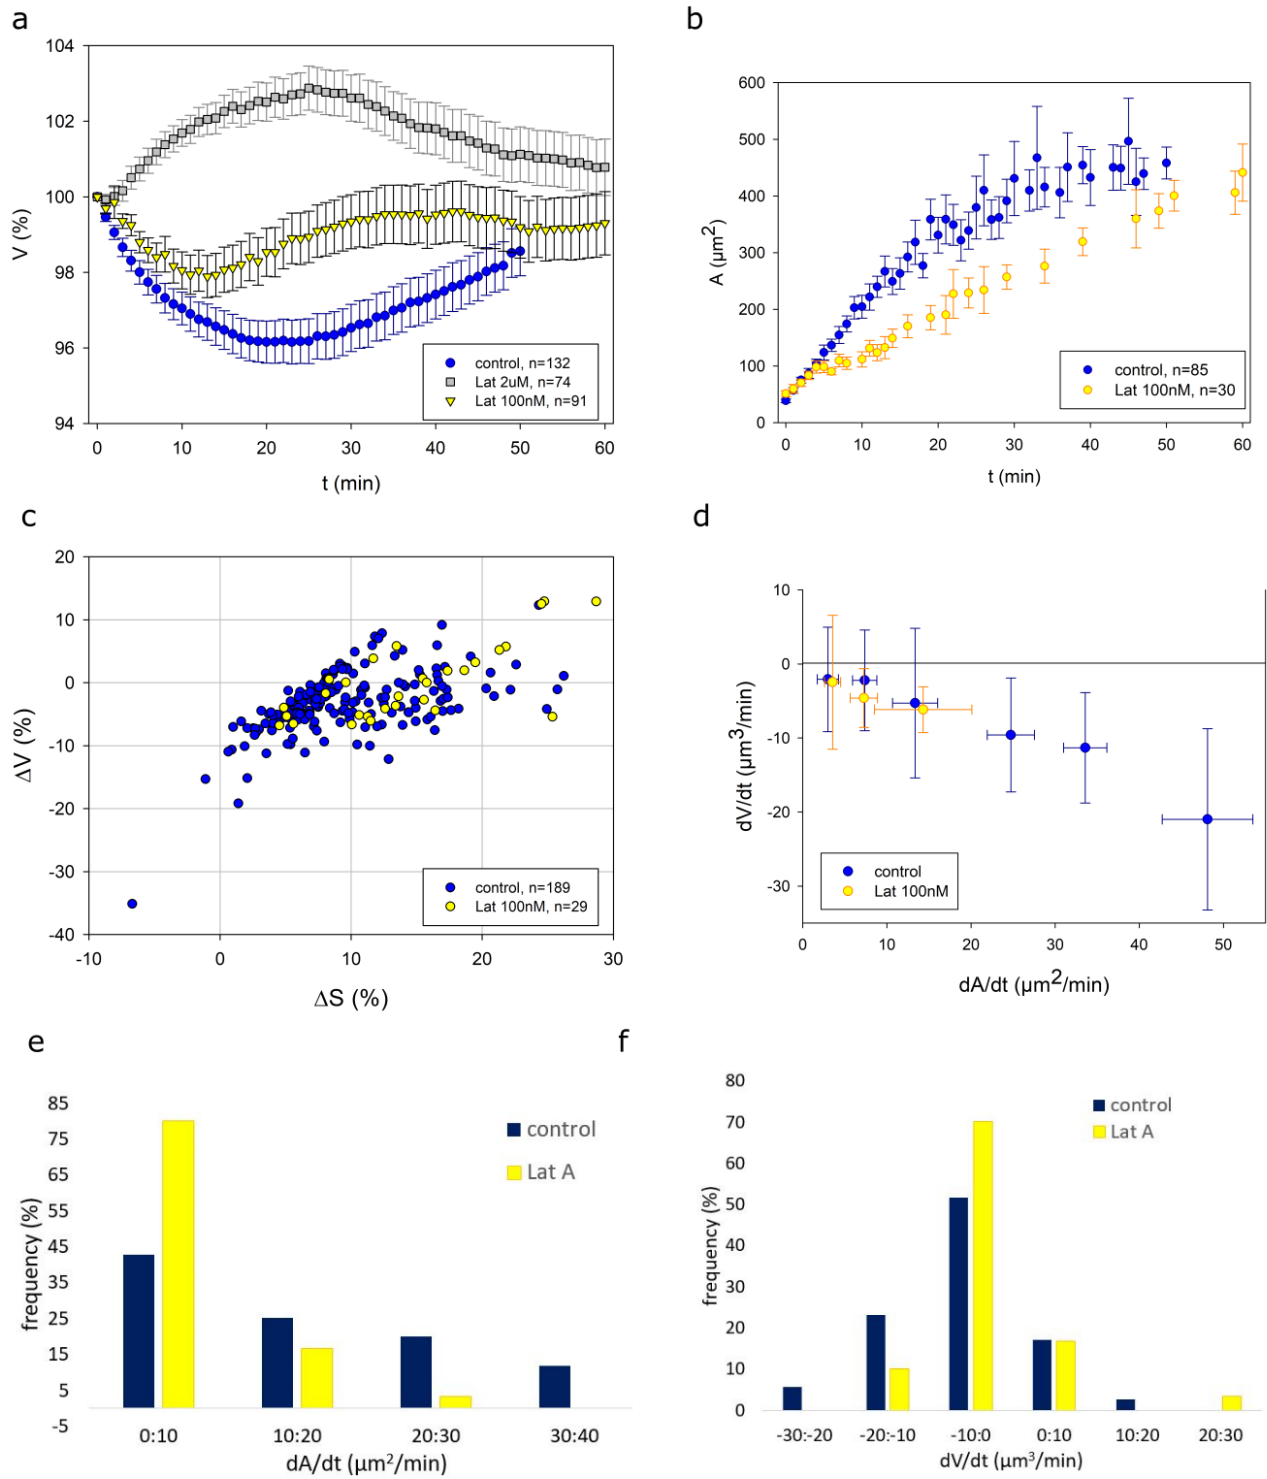 a
104
102
100
98
96
94
V (%)
0
10
20
30
40
50
60
t (min)
control, n=132
Lat 2uM, n=74
Lat 100nM, n=91
b
600
500
400
300
200
100
0
A (µm²)
0
10
20
30
40
50
60
t (min)
control, n=85
Lat 100nM, n=30
c
20
10
0
-10
-20
-30
-40
ΔV (%)
-10
0
10
20
30
ΔS (%)
control, n=189
Lat 100nM, n=29
d
10
0
-10
-20
-30
dV/dt (µm³/min)
0
10
20
30
40
50
dA/dt (µm²/min)
control
Lat 100nM
e
85
75
65
55
45
35
25
15
5
-5
frequency (%)
0:10
10:20
20:30
30:40
dA/dt (µm²/min)
control
Lat A
f
80
70
60
50
40
30
20
10
0
frequency (%)
-30:-20
-20:-10
-10:0
0:10
10:20
20:30
dV/dt (µm³/min)
control
Lat A